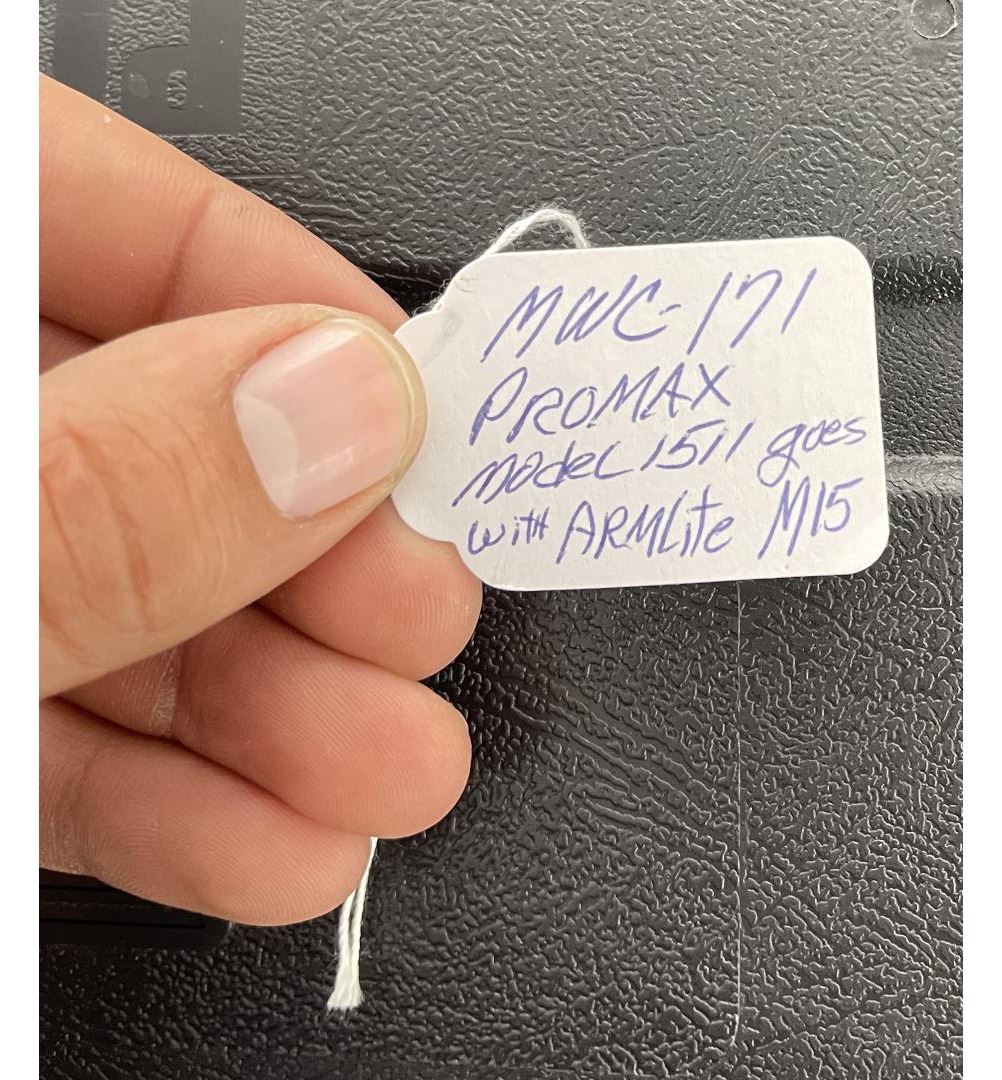 MWC-171
PROMAX
model 1511 goes
with ARMLite M15